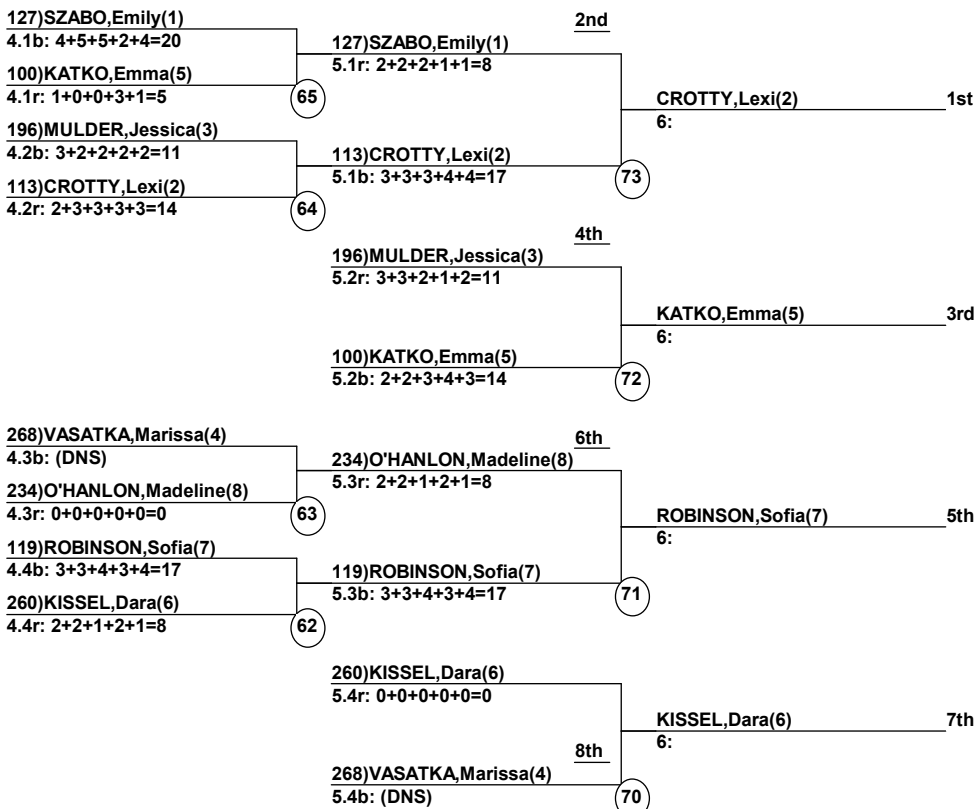 127)SZABO,Emily(1)
4.1b: 4+5+5+2+4=20
100)KATKO,Emma(5)
4.1r: 1+0+0+3+1=5
65
196)MULDER,Jessica(3)
4.2b: 3+2+2+2+2=11
113)CROTTY,Lexi(2)
4.2r: 2+3+3+3+3=14
64
2nd
127)SZABO,Emily(1)
5.1r: 2+2+2+1+1=8
113)CROTTY,Lexi(2)
5.1b: 3+3+3+4+4=17
73
CROTTY,Lexi(2)
6:
1st
4th
196)MULDER,Jessica(3)
5.2r: 3+3+2+1+2=11
100)KATKO,Emma(5)
5.2b: 2+2+3+4+3=14
72
KATKO,Emma(5)
6:
3rd
268)VASATKA,Marissa(4)
4.3b: (DNS)
234)O'HANLON,Madeline(8)
4.3r: 0+0+0+0+0=0
63
119)ROBINSON,Sofia(7)
4.4b: 3+3+4+3+4=17
260)KISSEL,Dara(6)
4.4r: 2+2+1+2+1=8
62
6th
234)O'HANLON,Madeline(8)
5.3r: 2+2+1+2+1=8
119)ROBINSON,Sofia(7)
5.3b: 3+3+4+3+4=17
71
ROBINSON,Sofia(7)
6:
5th
260)KISSEL,Dara(6)
5.4r: 0+0+0+0+0=0
8th
268)VASATKA,Marissa(4)
5.4b: (DNS)
70
KISSEL,Dara(6)
6:
7th